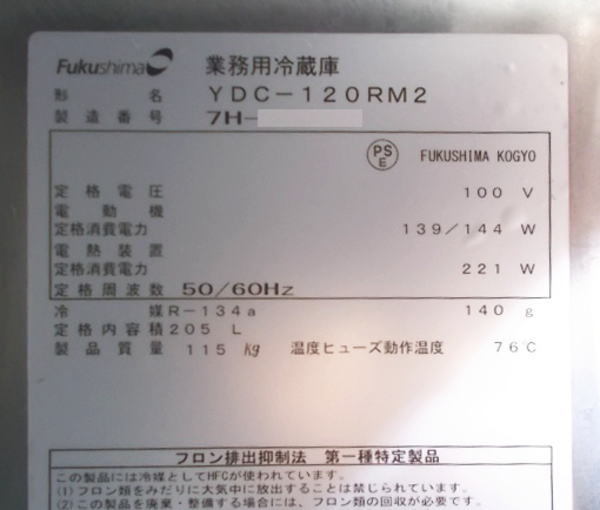 Fukushima 業務用冷蔵庫
形名 YDC-120RM2
製造番号 7H-
PSE FUKUSHIMA KOGYO
定格電圧 100 V
電動機
定格消費電力 139/144 W
電熱装置
定格消費電力 221 W
定格周波数 50/60Hz
冷媒 R-134a 140 g
定格内容積 205 L
製品質量 115 kg 温度ヒューズ動作温度 76℃
フロン排出抑制法 第一種特定製品
この製品には冷媒としてHFCが使われています。
(1)フロン類をみだりに大気中に放出することは禁じられています。
(2)この製品を廃棄・整備する場合には、フロン類の回収が必要です。